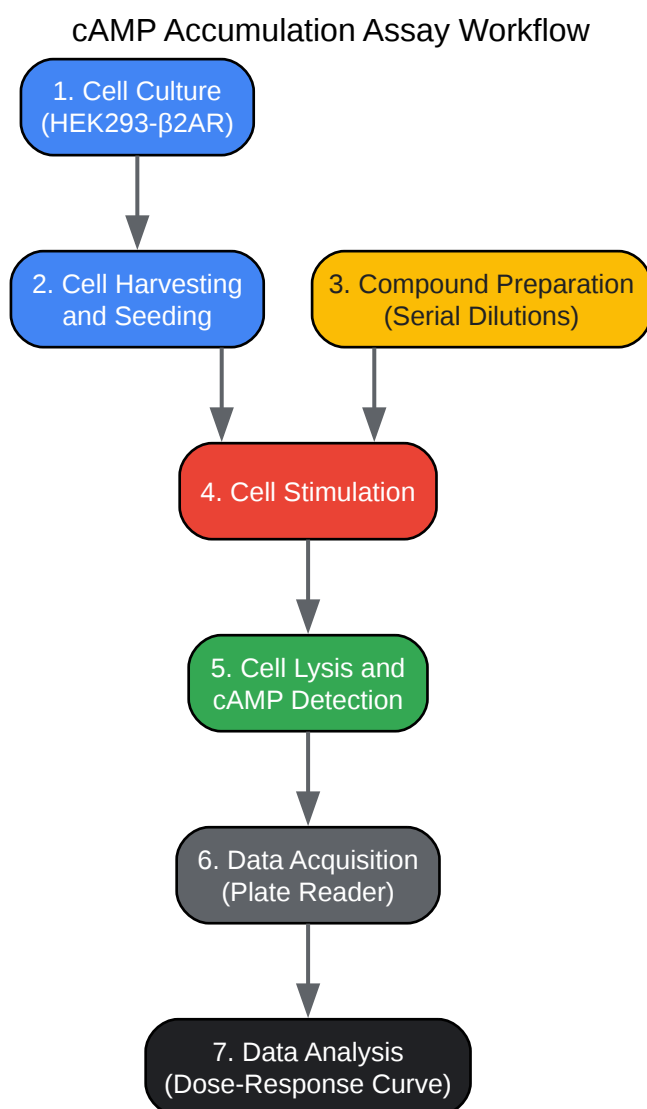 cAMP Accumulation Assay Workflow
1. Cell Culture
(HEK293-β2AR)
2. Cell Harvesting
and Seeding
3. Compound Preparation
(Serial Dilutions)
4. Cell Stimulation
5. Cell Lysis and
cAMP Detection
6. Data Acquisition
(Plate Reader)
7. Data Analysis
(Dose-Response Curve)